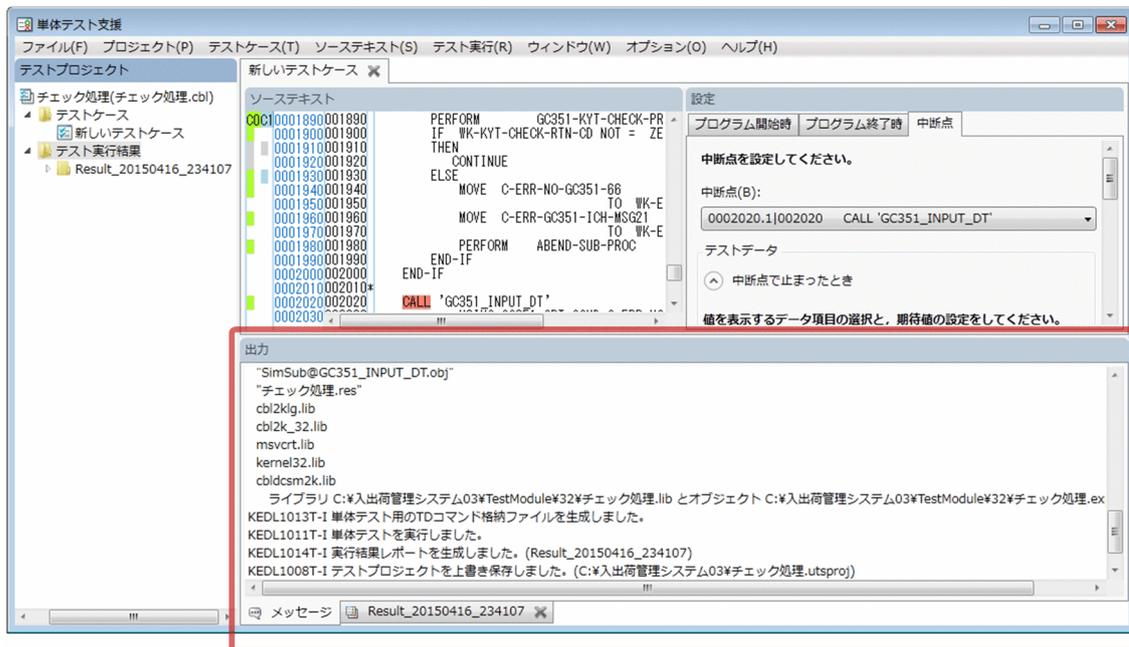 単体テスト支援
ファイル(F) プロジェクト(P) テストケース(T) ソーステキスト(S) テスト実行(R) ウィンドウ(W) オプション(O) ヘルプ(H)
テストプロジェクト
チェック処理(チェック処理.cbl)
テストケース
新しいテストケース
テスト実行結果
Result_20150416_234107
新しいテストケース
ソーステキスト
C0C1 0001890 001890 PERFORM GC351-KYT-CHECK-PR
0001900 001900 IF WK-KYT-CHECK-RTN-CD NOT = ZE
0001910 001910 THEN
0001920 001920 CONTINUE
0001930 001930 ELSE
0001940 001940 MOVE C-ERR-NO-GC351-66
0001950 001950 TO WK-E
0001960 001960 MOVE C-ERR-GC351-ICH-MSG21
0001970 001970 TO WK-E
0001980 001980 PERFORM ABEND-SUB-PROC
0001990 001990 END-IF
0002000 002000 END-IF
0002010 002010*
0002020 002020 CALL 'GC351_INPUT_DT'
0002030
設定
プログラム開始時 プログラム終了時 中断点
中断点を設定してください。
中断点(B):
0002020.1|002020 CALL 'GC351_INPUT_DT'
テストデータ
中断点で止まったとき
値を表示するデータ項目の選択と，期待値の設定をしてください。
出力
"SimSub@GC351_INPUT_DT.obj"
"チェック処理.res"
cbl2klg.lib
cbl2k_32.lib
msvcrt.lib
kernel32.lib
cbldcsm2k.lib
ライブラリ C:¥入出荷管理システム03¥TestModule¥32¥チェック処理.lib とオブジェクト C:¥入出荷管理システム03¥TestModule¥32¥チェック処理.ex
KEDL1013T-I 単体テスト用のTDコマンド格納ファイルを生成しました。
KEDL1011T-I 単体テストを実行しました。
KEDL1014T-I 実行結果レポートを生成しました。(Result_20150416_234107)
KEDL1008T-I テストプロジェクトを上書き保存しました。(C:¥入出荷管理システム03¥チェック処理.utsproj)
メッセージ Result_20150416_234107